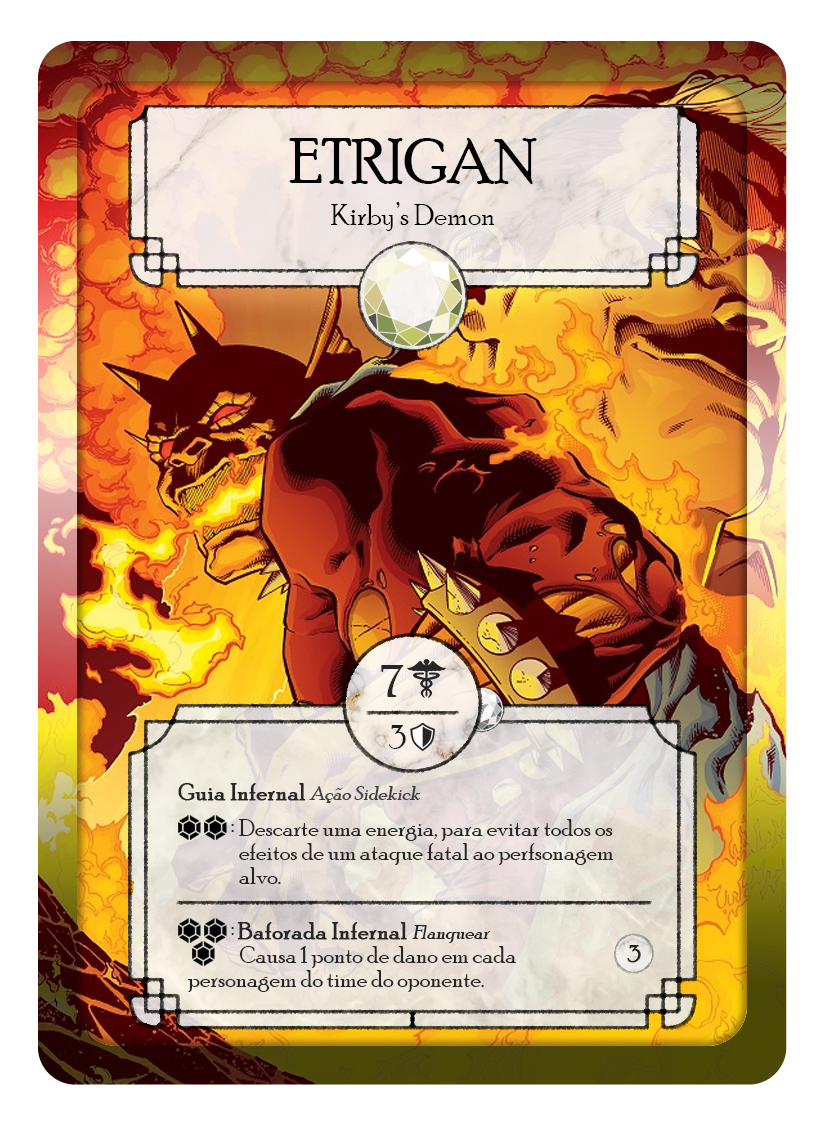 ETRIGAN
Kirby's Demon
7
3
Guia Infernal Ação Sidekick
: Descarte uma energia, para evitar todos os
efeitos de um ataque fatal ao perfsonagem
alvo.
: Baforada Infernal Flanquear
Causa 1 ponto de dano em cada
personagem do time do oponente.
3